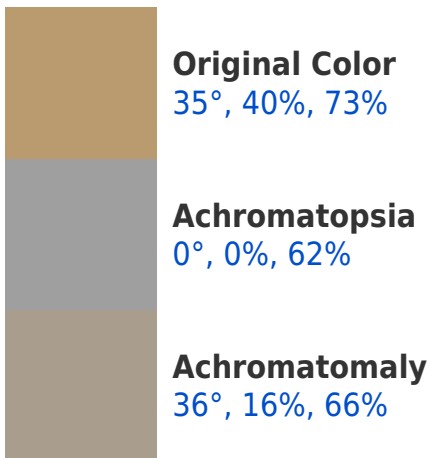 Original Color
35°, 40%, 73%
Achromatopsia
0°, 0%, 62%
Achromatomaly
36°, 16%, 66%